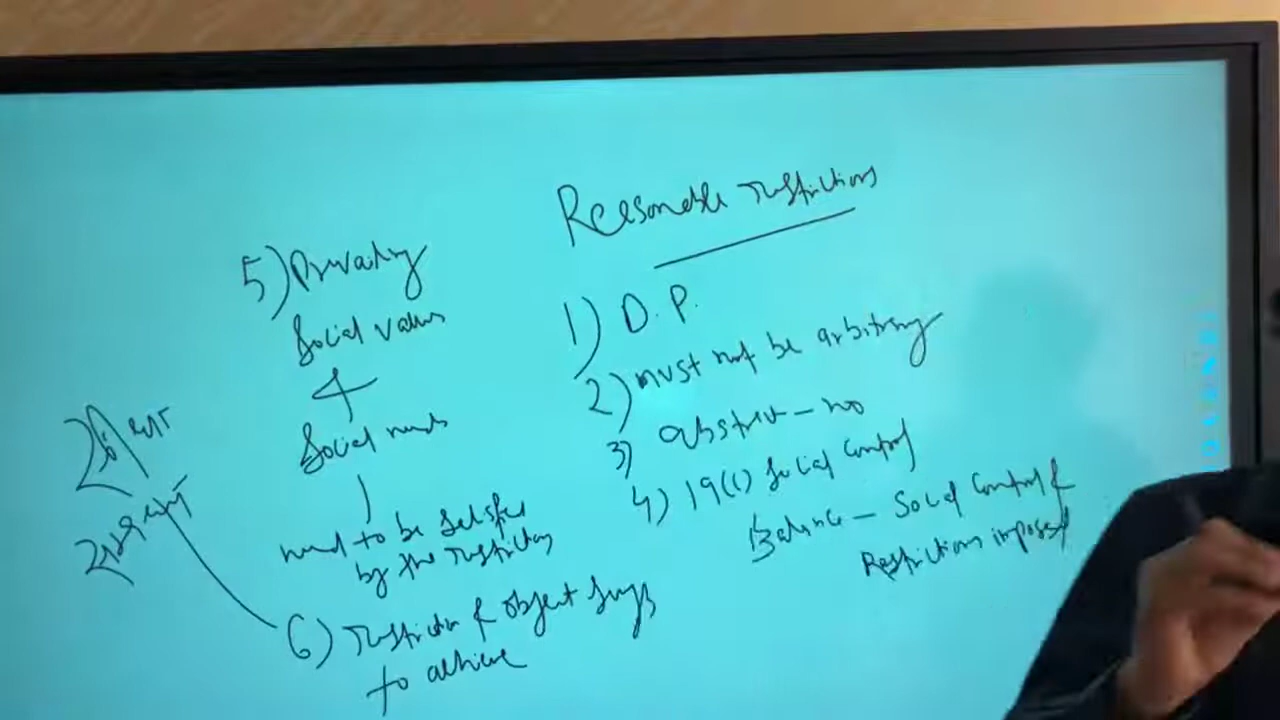 Reasonable restrictions
1) D.P.
2) must not be arbitrary
3) abstract - no
4) 19(1) Social Control
Balance - Social Control &
Restrictions imposed
5) Prevailing
Social values
+
Social needs
need to be satisfied
by the restrictions
6) restriction & object
to achieve